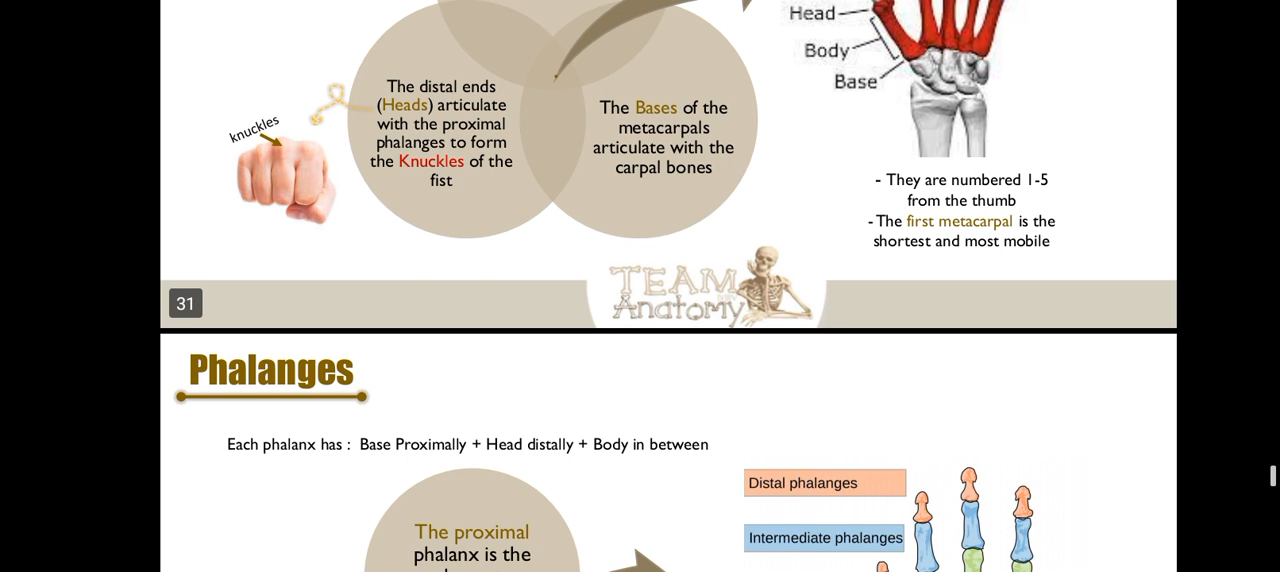 Head
Body
Base
The distal ends
(Heads) articulate
with the proximal
phalanges to form
the Knuckles of the
fist
The Bases of the
metacarpals
articulate with the
carpal bones
knuckles
- They are numbered 1-5
from the thumb
- The first metacarpal is the
shortest and most mobile
TEAM
Anatomy
31
Phalanges
Each phalanx has : Base Proximally + Head distally + Body in between
The proximal
phalanx is the
Distal phalanges
Intermediate phalanges